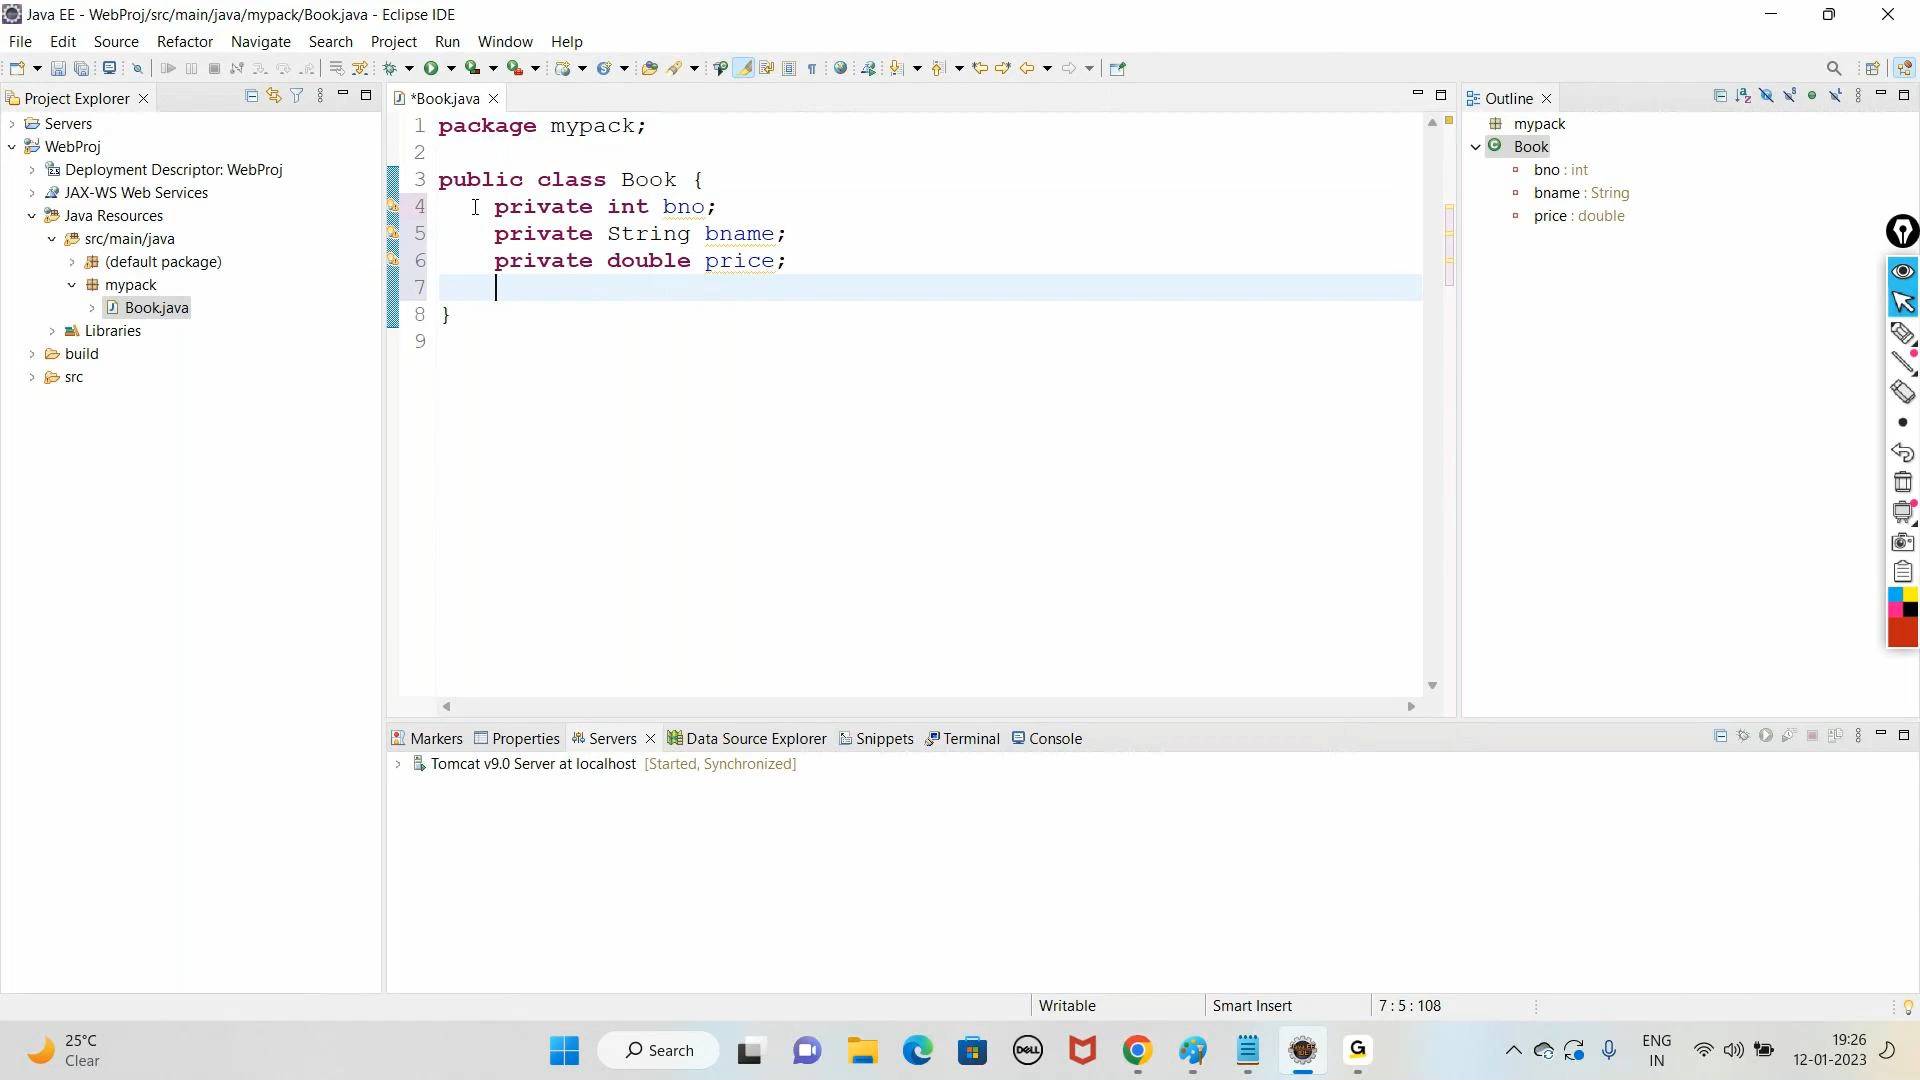 Java EE - WebProj/src/main/java/mypack/Book.java - Eclipse IDE
File Edit Source Refactor Navigate Search Project Run Window Help
Project Explorer
Servers
WebProj
Deployment Descriptor: WebProj
JAX-WS Web Services
Java Resources
src/main/java
(default package)
mypack
Book.java
Libraries
build
src
*Book.java
1 package mypack;
2
3 public class Book {
4 private int bno;
5 private String bname;
6 private double price;
7
8 }
9
Outline
mypack
Book
bno : int
bname : String
price : double
Markers Properties Servers Data Source Explorer Snippets Terminal Console
Tomcat v9.0 Server at localhost [Started, Synchronized]
Writable Smart Insert 7 : 5 : 108
25°C
Clear
Search
DELL
G
ENG
IN
19:26
12-01-2023